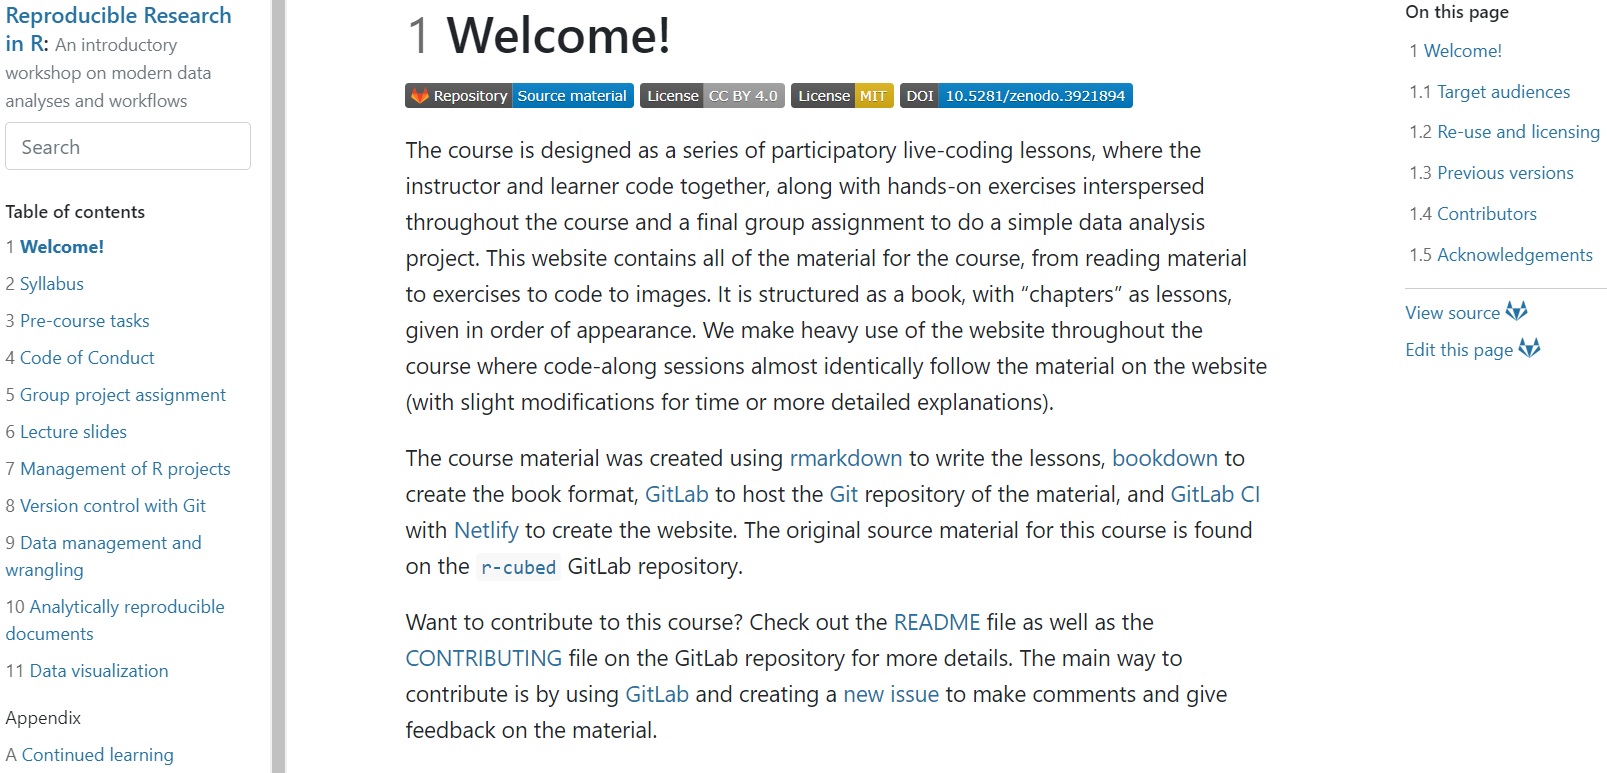 Reproducible Research
in R: An introductory
workshop on modern data
analyses and workflows
Search
Table of contents
1 Welcome!
2 Syllabus
3 Pre-course tasks
4 Code of Conduct
5 Group project assignment
6 Lecture slides
7 Management of R projects
8 Version control with Git
9 Data management and
wrangling
10 Analytically reproducible
documents
11 Data visualization
Appendix
A Continued learning
1 Welcome!
Repository Source material License CC BY 4.0 License MIT DOI 10.5281/zenodo.3921894
The course is designed as a series of participatory live-coding lessons, where the
instructor and learner code together, along with hands-on exercises interspersed
throughout the course and a final group assignment to do a simple data analysis
project. This website contains all of the material for the course, from reading material
to exercises to code to images. It is structured as a book, with “chapters” as lessons,
given in order of appearance. We make heavy use of the website throughout the
course where code-along sessions almost identically follow the material on the website
(with slight modifications for time or more detailed explanations).
The course material was created using rmarkdown to write the lessons, bookdown to
create the book format, GitLab to host the Git repository of the material, and GitLab CI
with Netlify to create the website. The original source material for this course is found
on the r-cubed GitLab repository.
Want to contribute to this course? Check out the README file as well as the
CONTRIBUTING file on the GitLab repository for more details. The main way to
contribute is by using GitLab and creating a new issue to make comments and give
feedback on the material.
On this page
1 Welcome!
1.1 Target audiences
1.2 Re-use and licensing
1.3 Previous versions
1.4 Contributors
1.5 Acknowledgements
View source
Edit this page